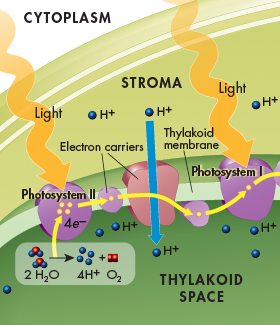 CYTOPLASM
STROMA
Light
Light
H+
H+
H+
Electron carriers
Thylakoid
membrane
Photosystem I
Photosystem II
4e-
H+
H+
H+
H+
2 H₂O
4H+
+
O₂
THYLAKOID
SPACE